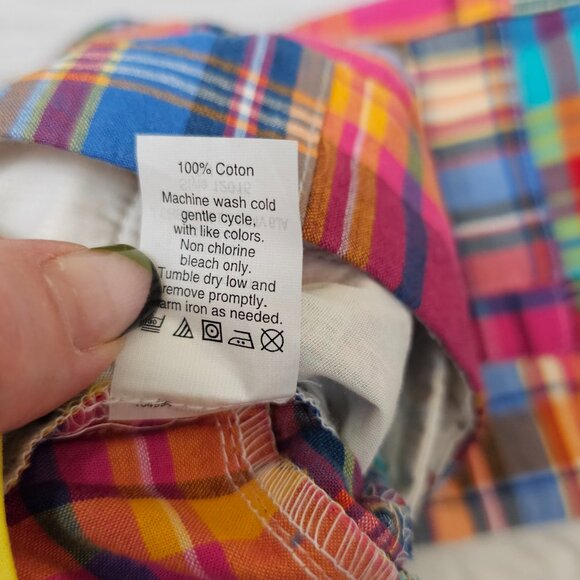 100% Coton
Machine wash cold
gentle cycle,
with like colors.
Non chlorine
bleach only.
Tumble dry low and
remove promptly.
arm iron as needed.